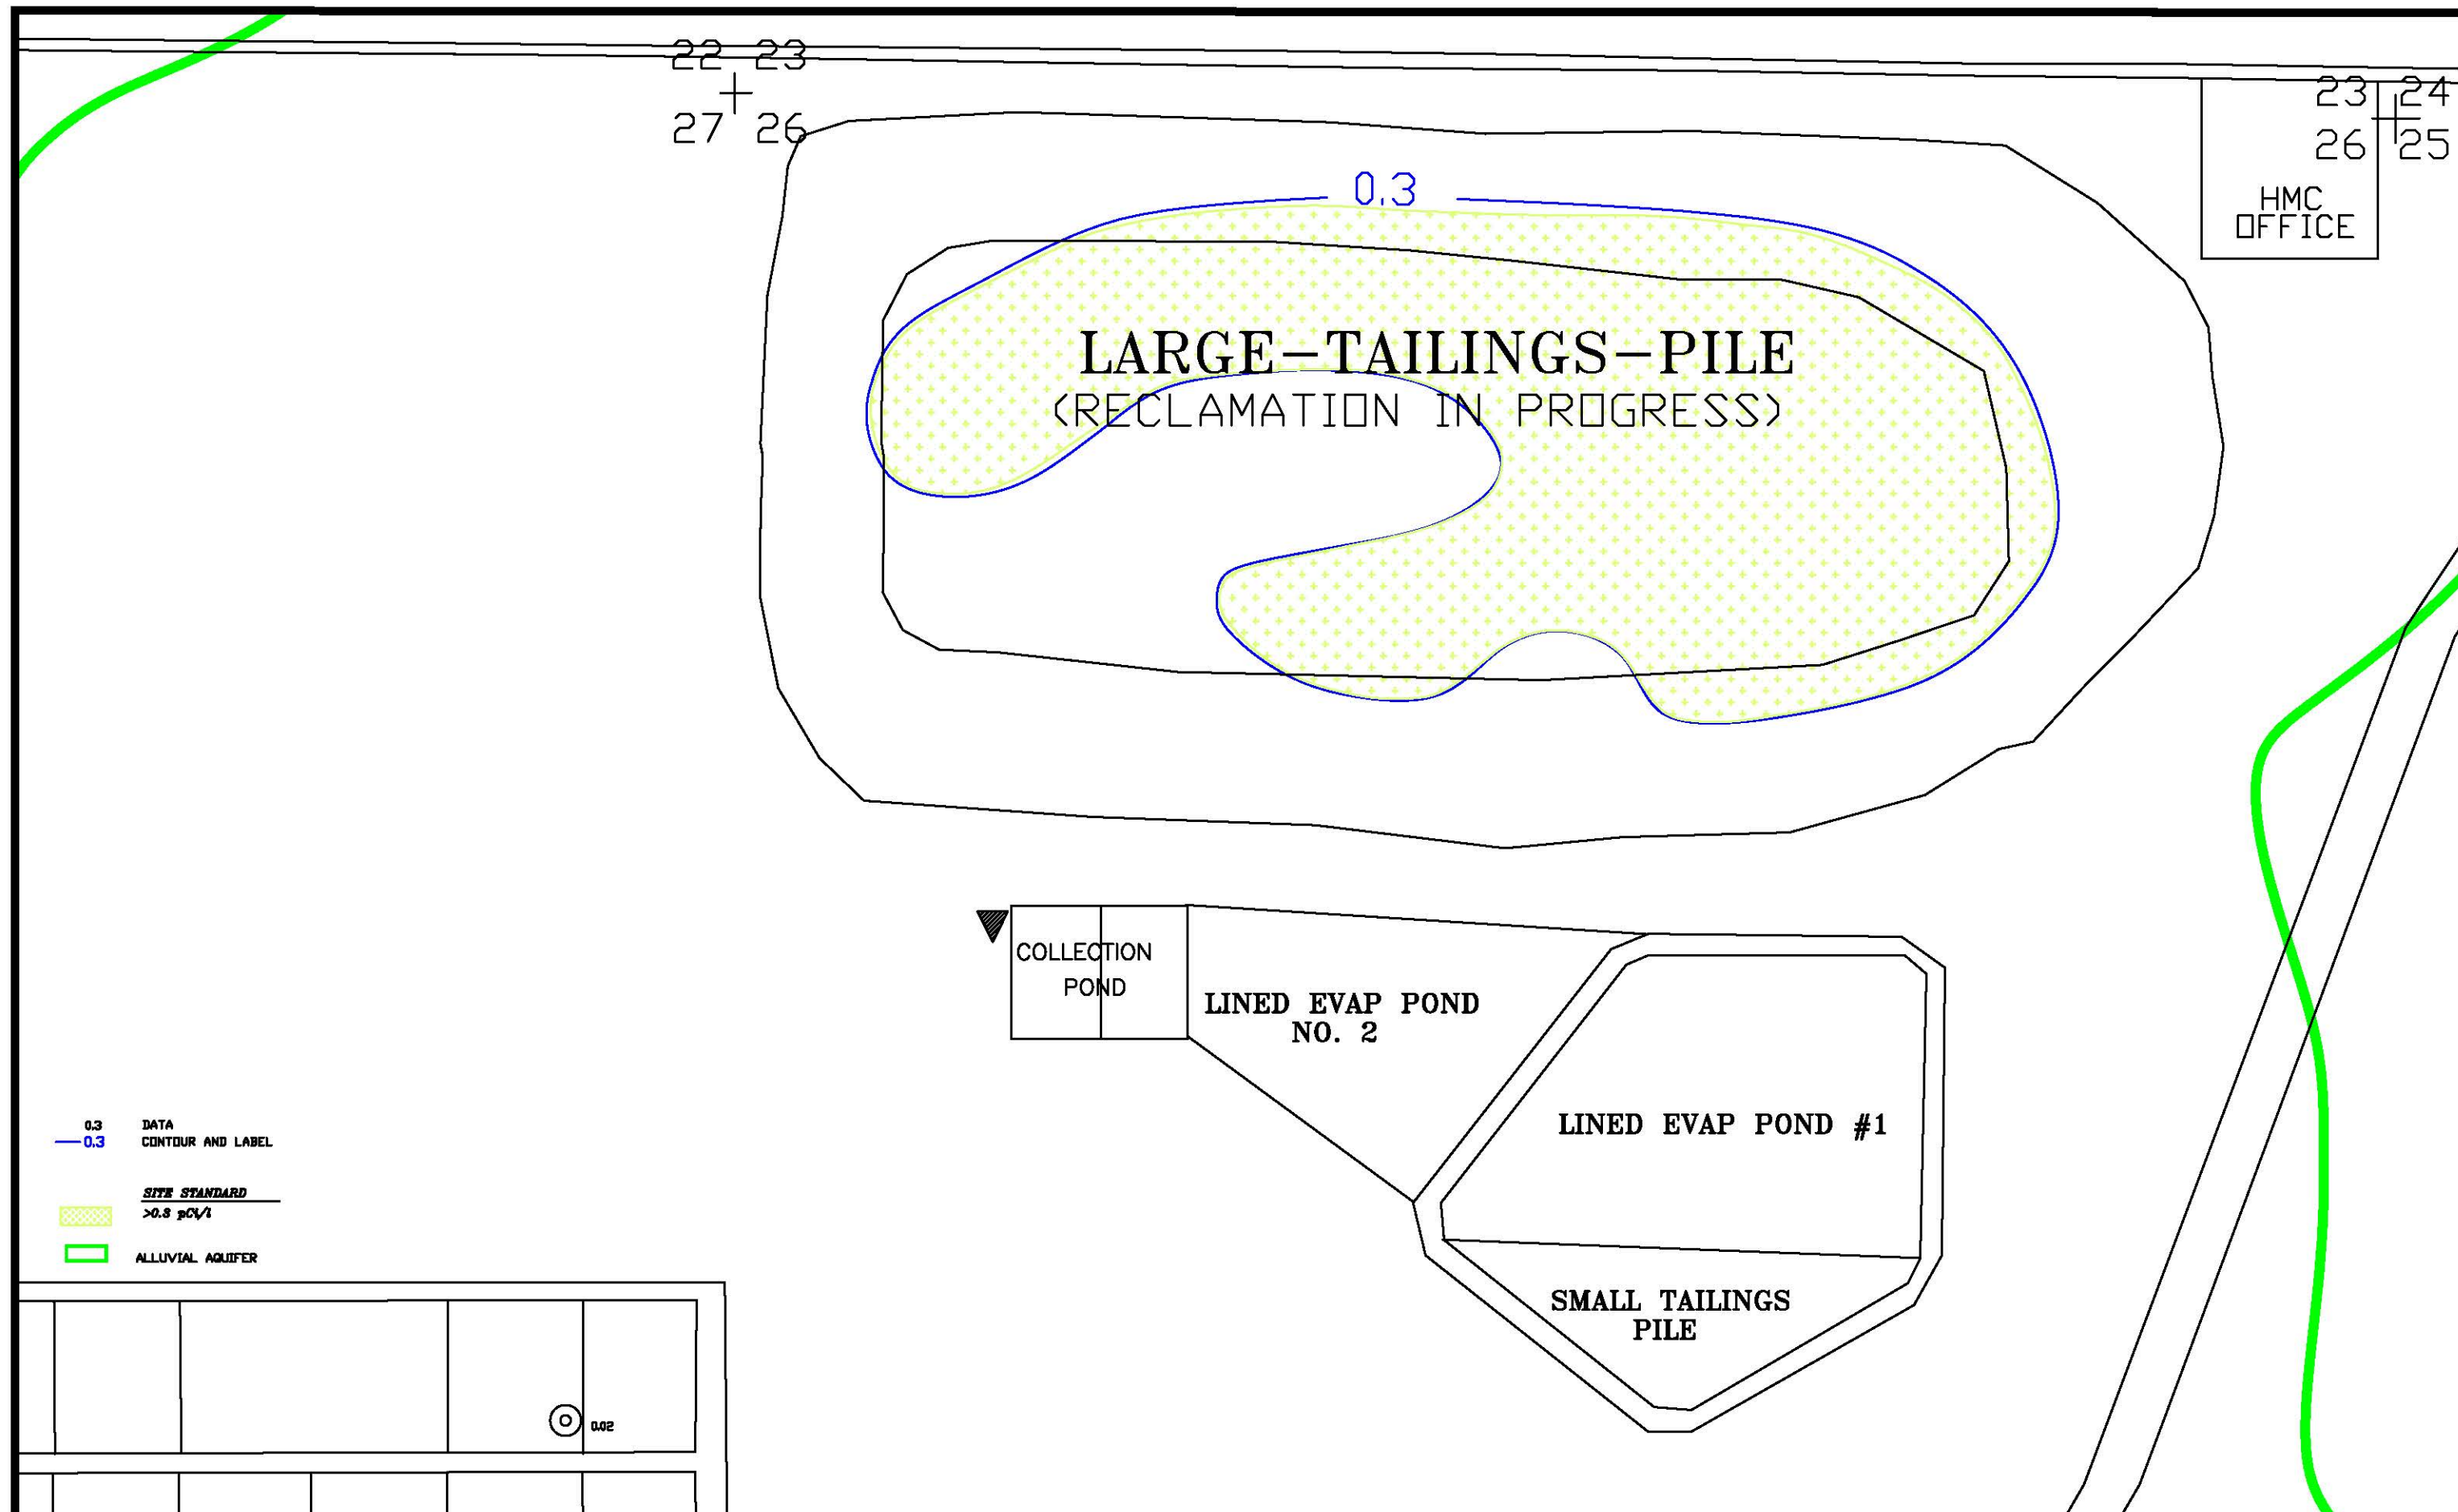 22 23
27 26
23 24
26 25
HMC
OFFICE
0.3
LARGE-TAILINGS-PILE
(RECLAMATION IN PROGRESS)
COLLECTION
POND
LINED EVAP POND
NO. 2
LINED EVAP POND #1
SMALL TAILINGS
PILE
0.3 DATA
0.3 CONTOUR AND LABEL
SITE STANDARD
>0.3 pCi/l
ALLUVIAL AQUIFER
0.02